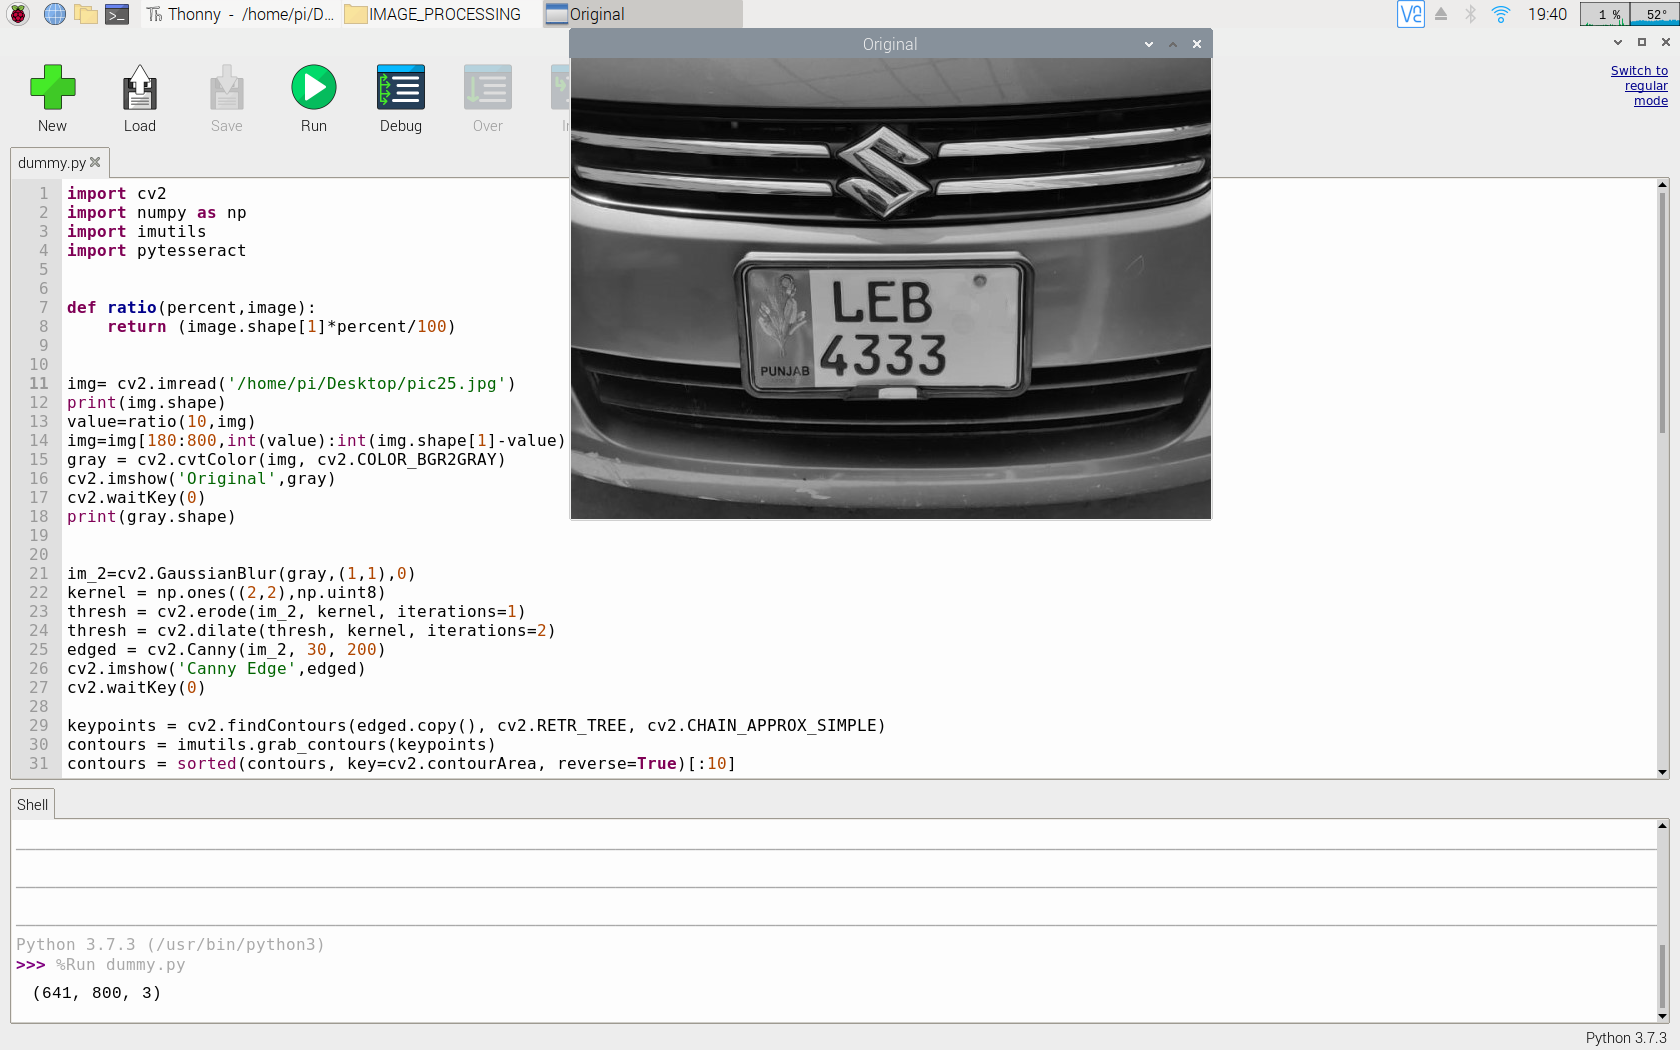 Thonny - /home/pi/D...
IMAGE_PROCESSING
Original
19:40
1 %
52°
Original
Switch to
regular
mode
New
Load
Save
Run
Debug
Over
LEB
4333
PUNJAB
dummy.py
1 import cv2
2 import numpy as np
3 import imutils
4 import pytesseract
5
6
7 def ratio(percent,image):
8     return (image.shape[1]*percent/100)
9
10
11 img= cv2.imread('/home/pi/Desktop/pic25.jpg')
12 print(img.shape)
13 value=ratio(10,img)
14 img=img[180:800,int(value):int(img.shape[1]-value)
15 gray = cv2.cvtColor(img, cv2.COLOR_BGR2GRAY)
16 cv2.imshow('Original',gray)
17 cv2.waitKey(0)
18 print(gray.shape)
19
20
21 im_2=cv2.GaussianBlur(gray,(1,1),0)
22 kernel = np.ones((2,2),np.uint8)
23 thresh = cv2.erode(im_2, kernel, iterations=1)
24 thresh = cv2.dilate(thresh, kernel, iterations=2)
25 edged = cv2.Canny(im_2, 30, 200)
26 cv2.imshow('Canny Edge',edged)
27 cv2.waitKey(0)
28
29 keypoints = cv2.findContours(edged.copy(), cv2.RETR_TREE, cv2.CHAIN_APPROX_SIMPLE)
30 contours = imutils.grab_contours(keypoints)
31 contours = sorted(contours, key=cv2.contourArea, reverse=True)[:10]
Shell
Python 3.7.3 (/usr/bin/python3)
>>> %Run dummy.py
(641, 800, 3)
Python 3.7.3